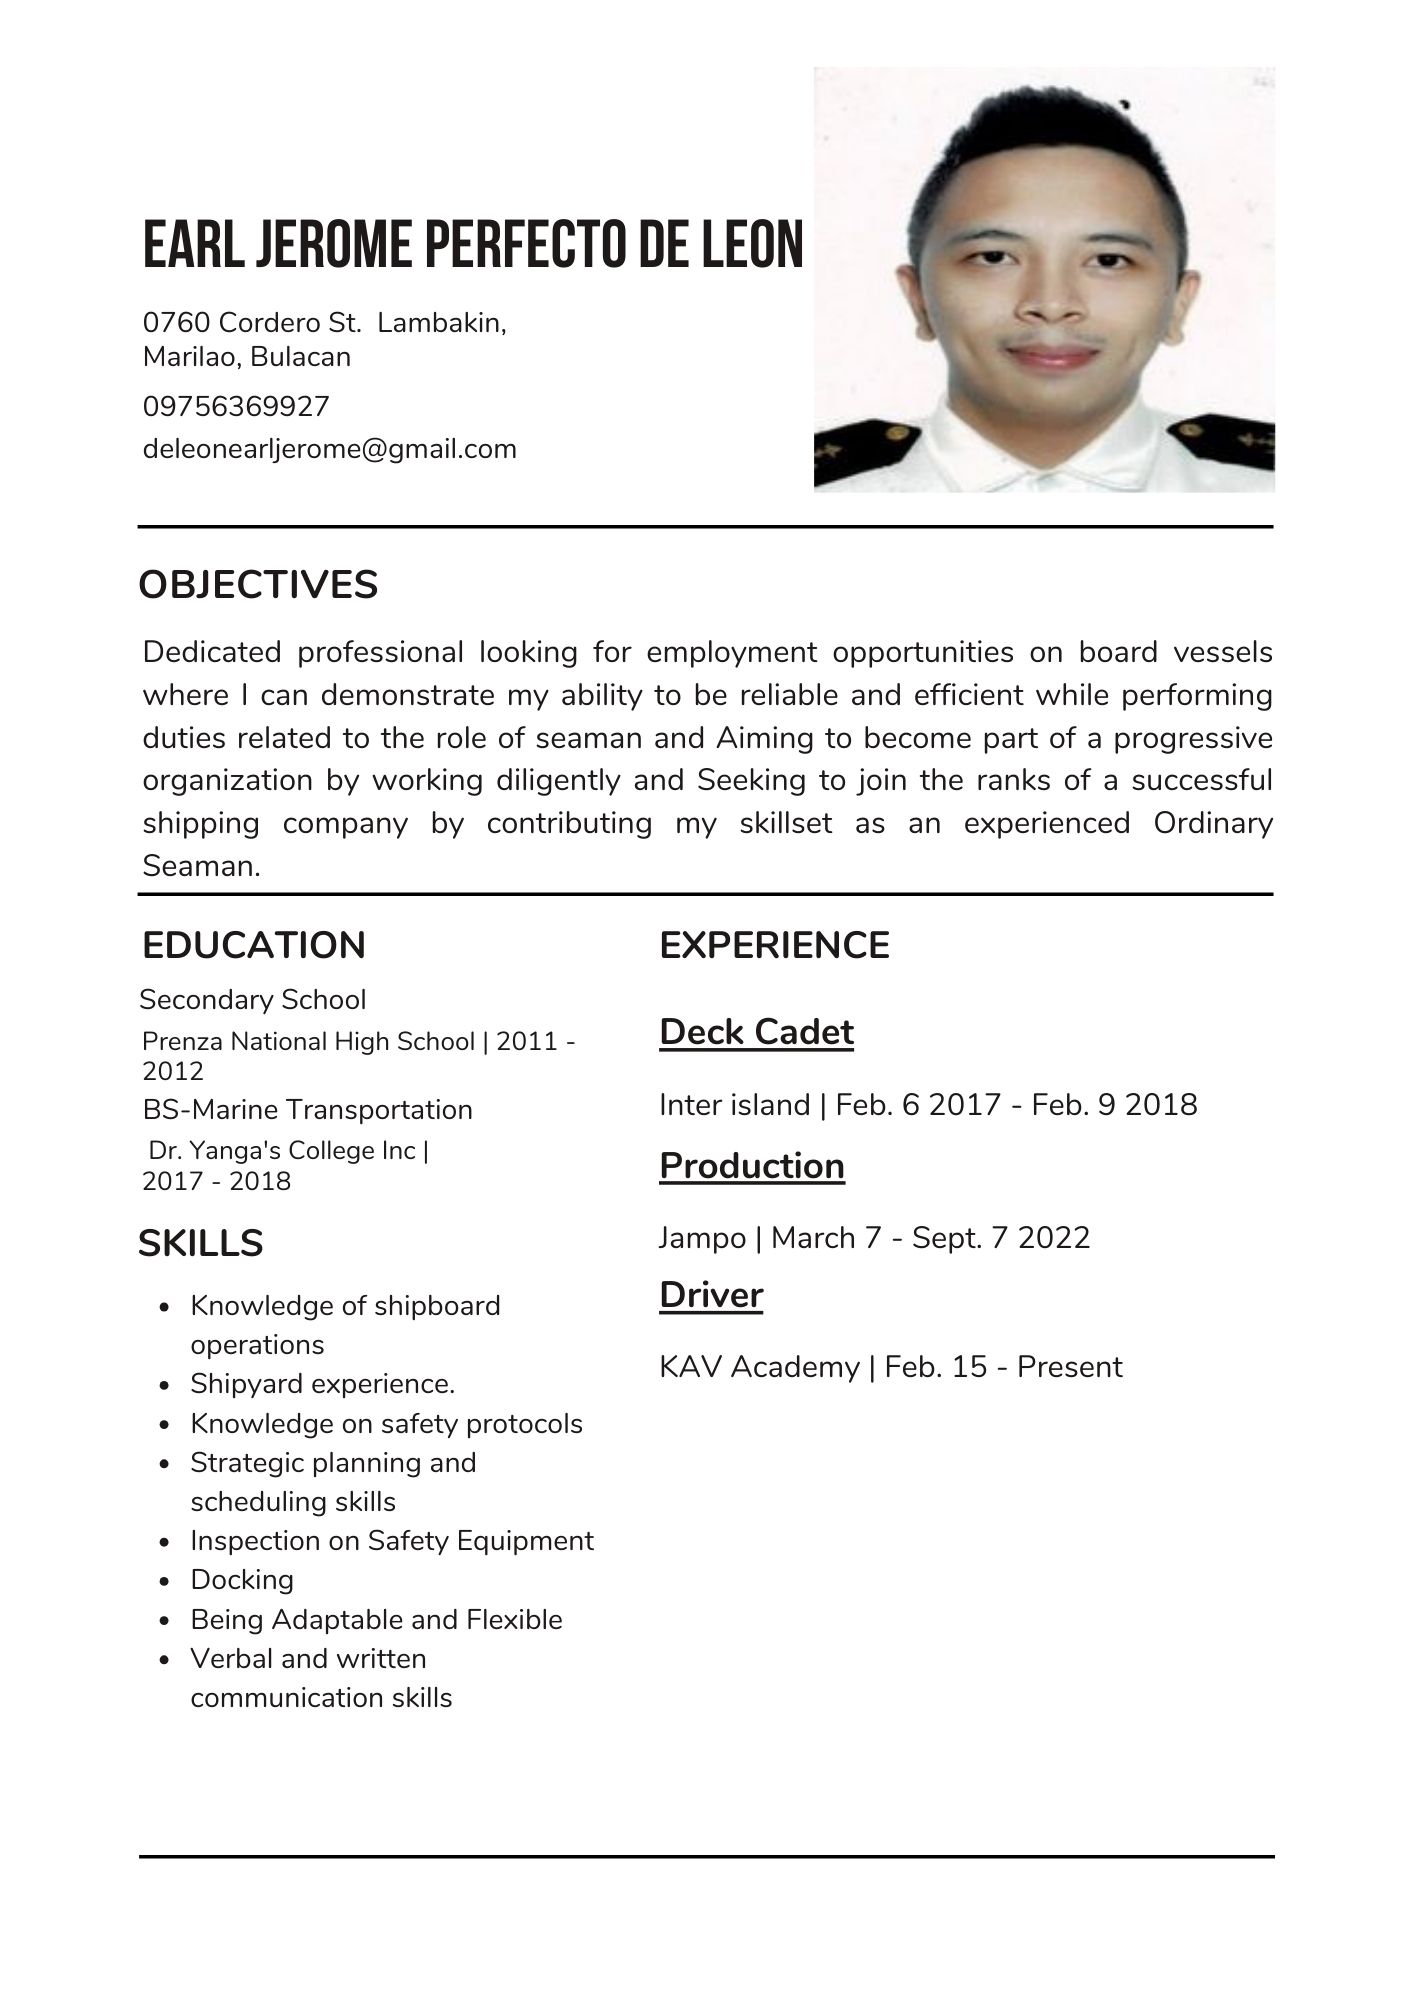 EARL JEROME PERFECTO DE LEON
0760 Cordero St.  Lambakin,
Marilao, Bulacan
09756369927
deleonearljerome@gmail.com
OBJECTIVES
Dedicated professional looking for employment opportunities on board vessels
where I can demonstrate my ability to be reliable and efficient while performing
duties related to the role of seaman and Aiming to become part of a progressive
organization by working diligently and Seeking to join the ranks of a successful
shipping company by contributing my skillset as an experienced Ordinary
Seaman.
EDUCATION
Secondary School
Prenza National High School | 2011 -
2012
BS-Marine Transportation
Dr. Yanga's College Inc |
2017 - 2018
SKILLS
• Knowledge of shipboard
operations
• Shipyard experience.
• Knowledge on safety protocols
• Strategic planning and
scheduling skills
• Inspection on Safety Equipment
• Docking
• Being Adaptable and Flexible
• Verbal and written
communication skills
EXPERIENCE
Deck Cadet
Inter island | Feb. 6 2017 - Feb. 9 2018
Production
Jampo | March 7 - Sept. 7 2022
Driver
KAV Academy | Feb. 15 - Present